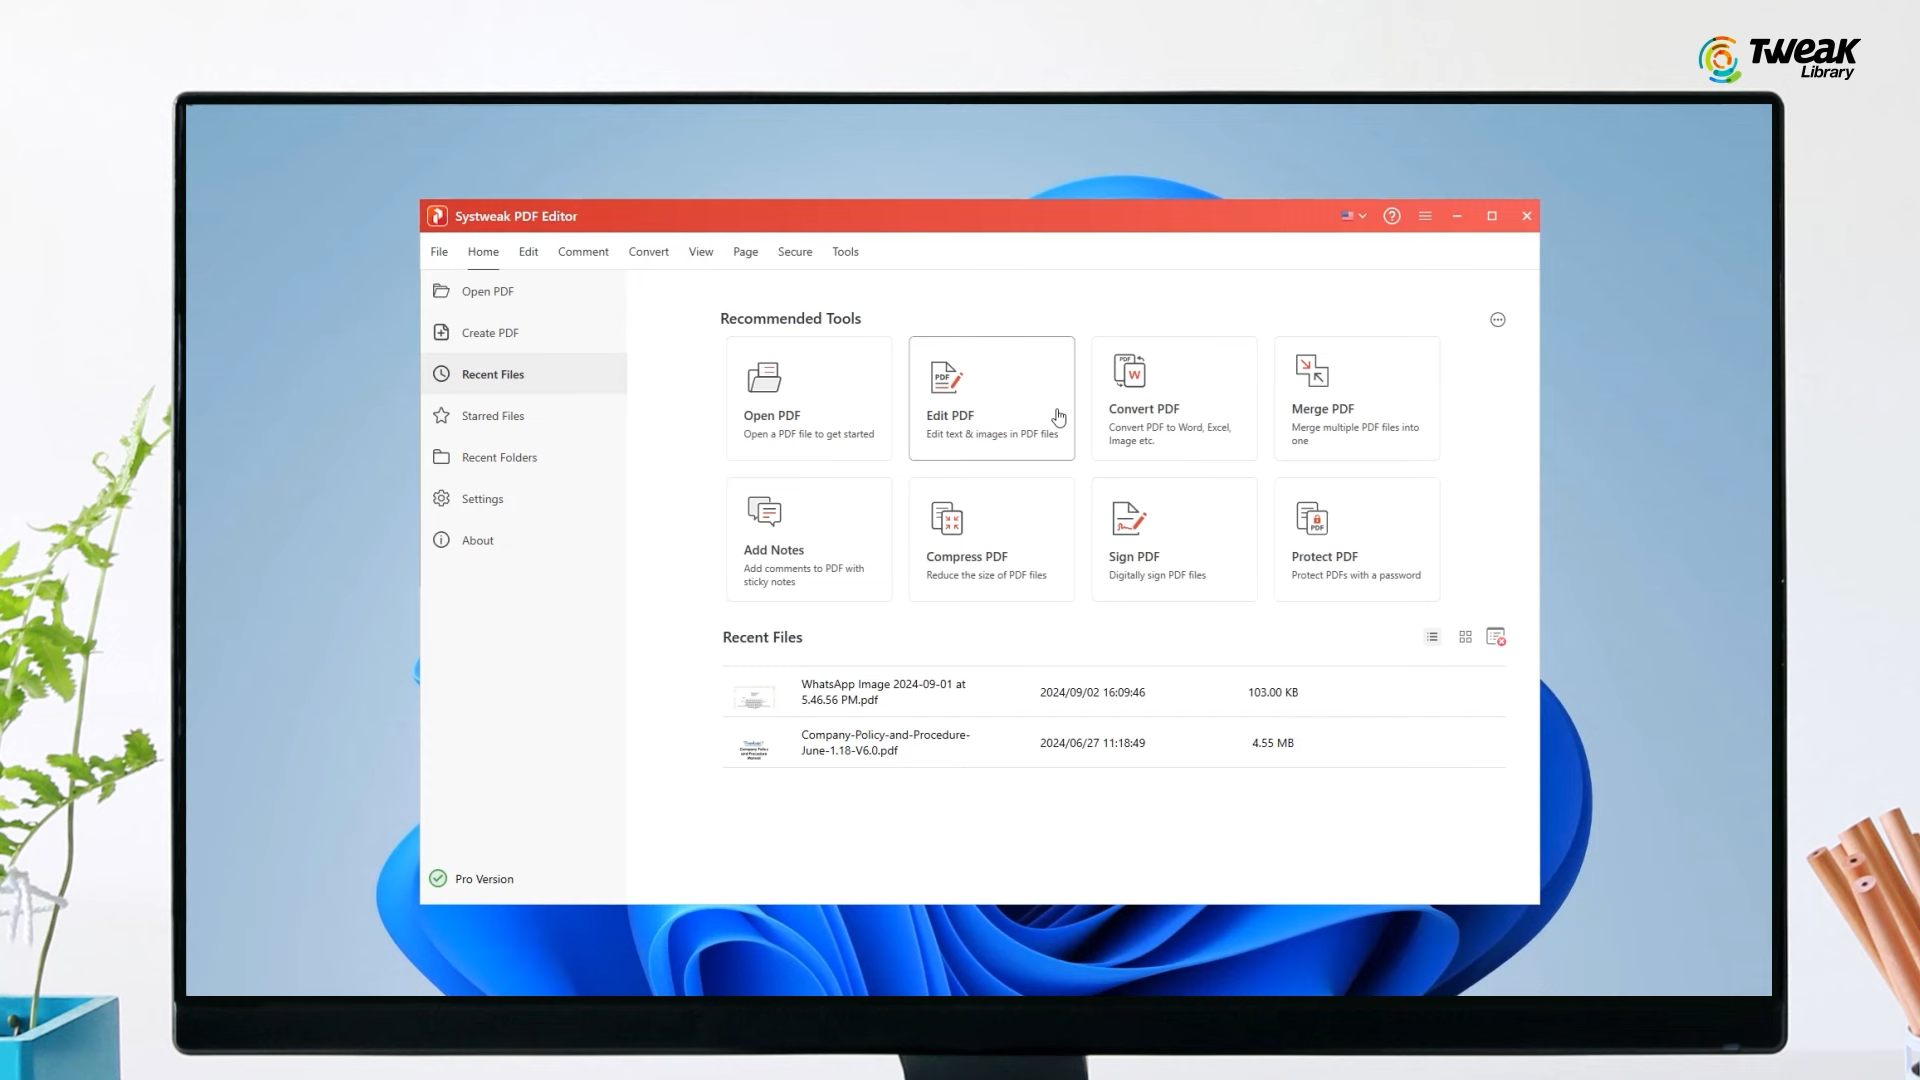 Tweak
Library
Systweak PDF Editor
File Home Edit Comment Convert View Page Secure Tools
Open PDF
Create PDF
Recent Files
Starred Files
Recent Folders
Settings
About
Pro Version
Recommended Tools
Open PDF
Open a PDF file to get started
PDF
Edit PDF
Edit text & images in PDF files
PDF
W
Convert PDF
Convert PDF to Word, Excel,
Image etc.
Merge PDF
Merge multiple PDF files into
one
Add Notes
Add comments to PDF with
sticky notes
Compress PDF
Reduce the size of PDF files
Sign PDF
Digitally sign PDF files
PDF
Protect PDF
Protect PDFs with a password
Recent Files
WhatsApp Image 2024-09-01 at
5.46.56 PM.pdf
2024/09/02 16:09:46
103.00 KB
Company-Policy-and-Procedure-
June-1.18-V6.0.pdf
2024/06/27 11:18:49
4.55 MB